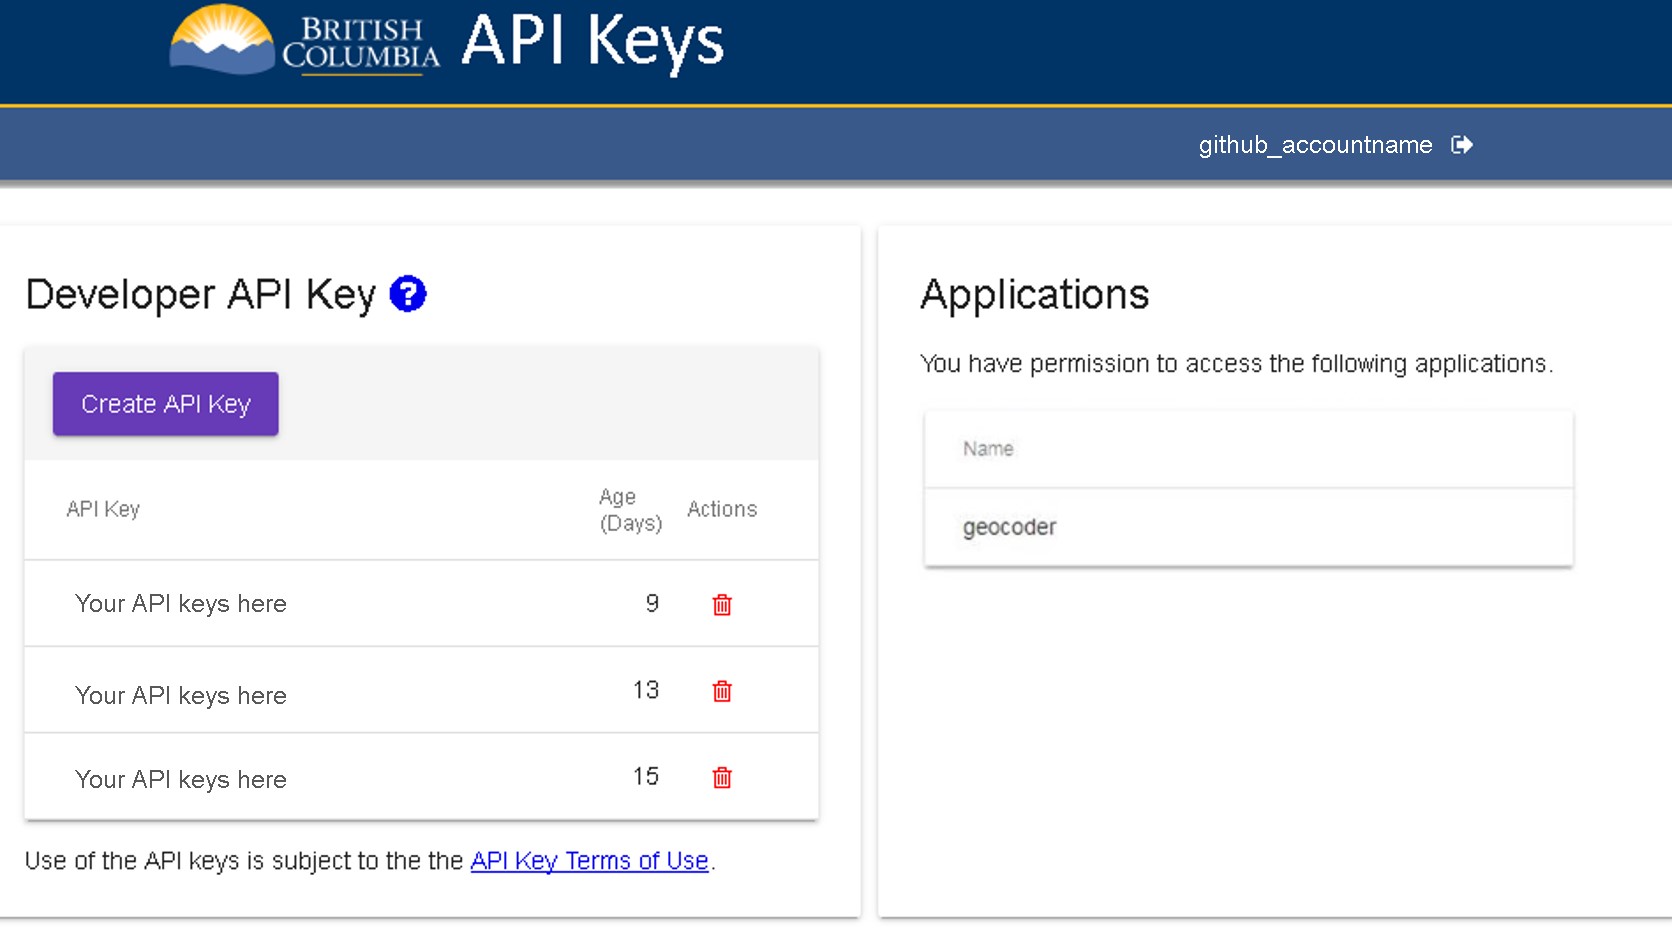 BRITISH
COLUMBIA
API Keys
github_accountname
Developer API Key ?
Create API Key
API Key Age (Days) Actions
Your API keys here 9
Your API keys here 13
Your API keys here 15
Use of the API keys is subject to the the API Key Terms of Use.
Applications
You have permission to access the following applications.
Name
geocoder